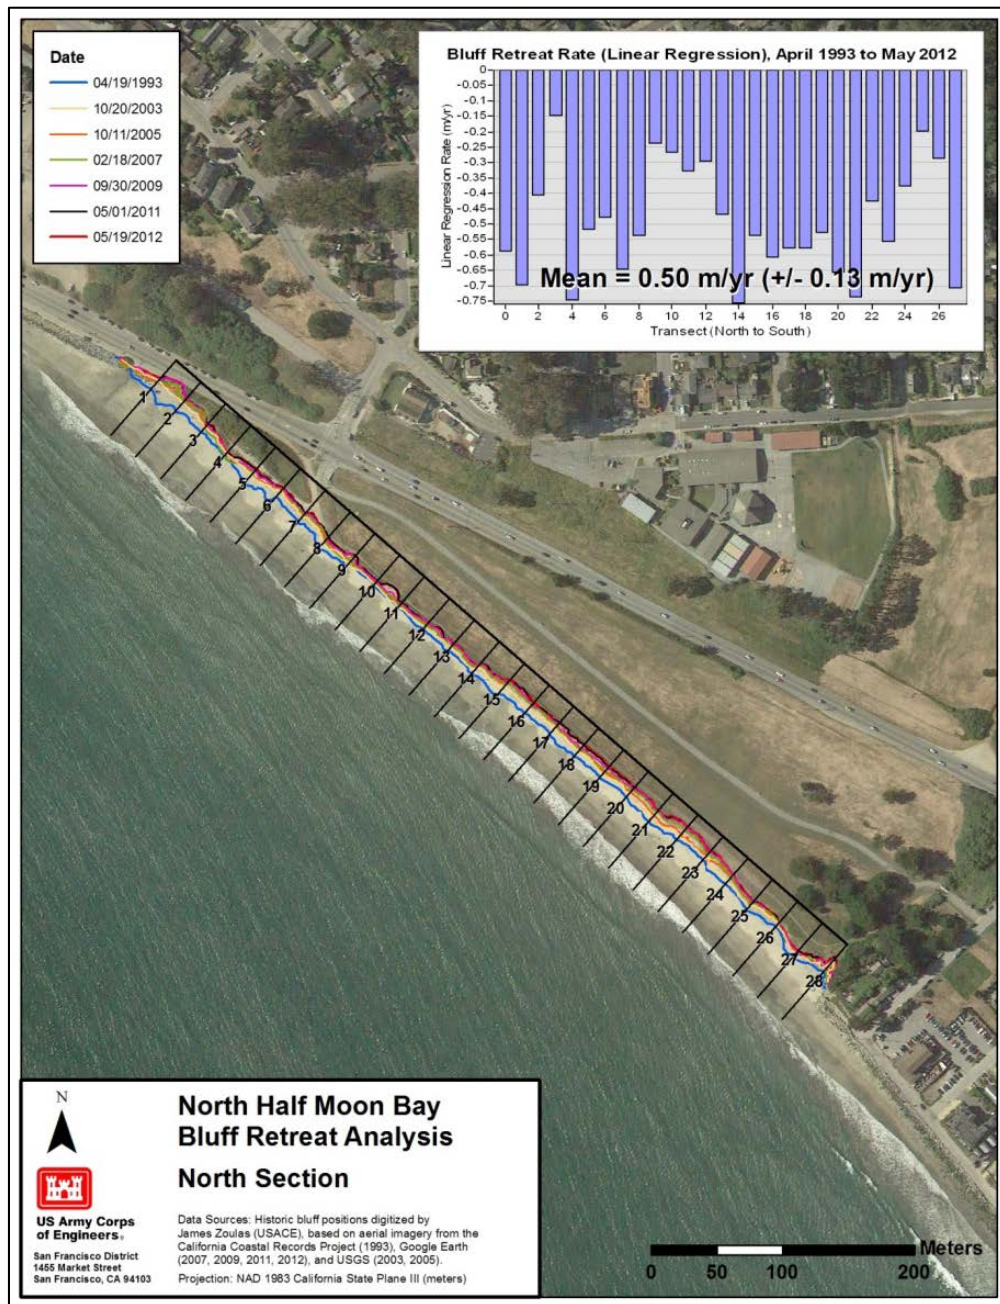 Date
04/19/1993
10/20/2003
10/11/2005
02/18/2007
09/30/2009
05/01/2011
05/19/2012
Bluff Retreat Rate (Linear Regression), April 1993 to May 2012
Linear Regression Rate (m/yr)
0
-0.05
-0.1
-0.15
-0.2
-0.25
-0.3
-0.35
-0.4
-0.45
-0.5
-0.55
-0.6
-0.65
-0.7
-0.75
Mean = 0.50 m/yr (+/- 0.13 m/yr)
0 2 4 6 8 10 12 14 16 18 20 22 24 26
Transect (North to South)
1
2
3
4
5
6
7
8
9
10
11
12
13
14
15
16
17
18
19
20
21
22
23
24
25
26
27
28
N
North Half Moon Bay
Bluff Retreat Analysis
North Section
US Army Corps
of Engineers®
San Francisco District
1455 Market Street
San Francisco, CA 94103
Data Sources: Historic bluff positions digitized by
James Zoulas (USACE), based on aerial imagery from the
California Coastal Records Project (1993), Google Earth
(2007, 2009, 2011, 2012), and USGS (2003, 2005).
Projection: NAD 1983 California State Plane III (meters)
Meters
0 50 100 200